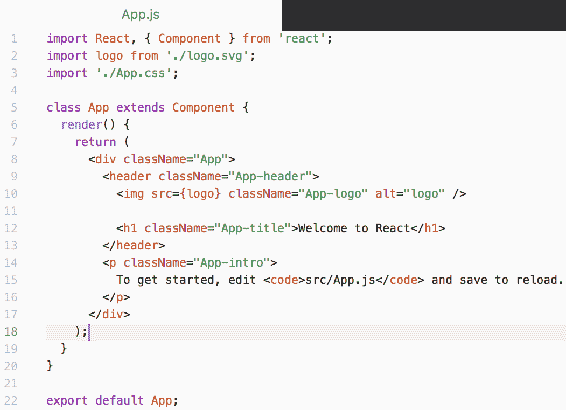 App.js
1 import React, { Component } from 'react';
2 import logo from './logo.svg';
3 import './App.css';
4
5 class App extends Component {
6   render() {
7     return (
8       <div className="App">
9         <header className="App-header">
10           <img src={logo} className="App-logo" alt="logo" />
11
12           <h1 className="App-title">Welcome to React</h1>
13         </header>
14         <p className="App-intro">
15           To get started, edit <code>src/App.js</code> and save to reload.
16         </p>
17       </div>
18     );
19   }
20 }
21
22 export default App;